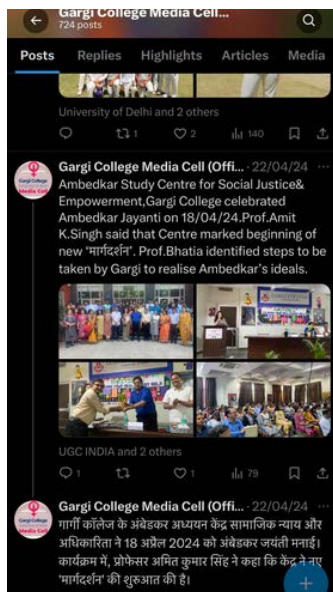 Gargi College Media Cell...
724 posts
Posts Replies Highlights Articles Media
University of Delhi and 2 others
1 2 140
Gargi College Media Cell (Offi... · 22/04/24 ...
Ambedkar Study Centre for Social Justice&
Empowerment,Gargi College celebrated
Ambedkar Jayanti on 18/04/24.Prof.Amit
K.Singh said that Centre marked beginning of
new ‘मार्गदर्शन’. Prof.Bhatia identified steps to be
taken by Gargi to realise Ambedkar’s ideals.
UGC INDIA and 2 others
1 1 79
Gargi College Media Cell (Offi... · 22/04/24 ...
गार्गी कॉलेज के अंबेडकर अध्ययन केंद्र सामाजिक न्याय और
अधिकारिता ने 18 अप्रैल 2024 को अंबेडकर जयंती मनाई।
कार्यक्रम में, प्रोफेसर अमित कुमार सिंह ने कहा कि केंद्र ने नए
'मार्गदर्शन' की शुरुआत की है।